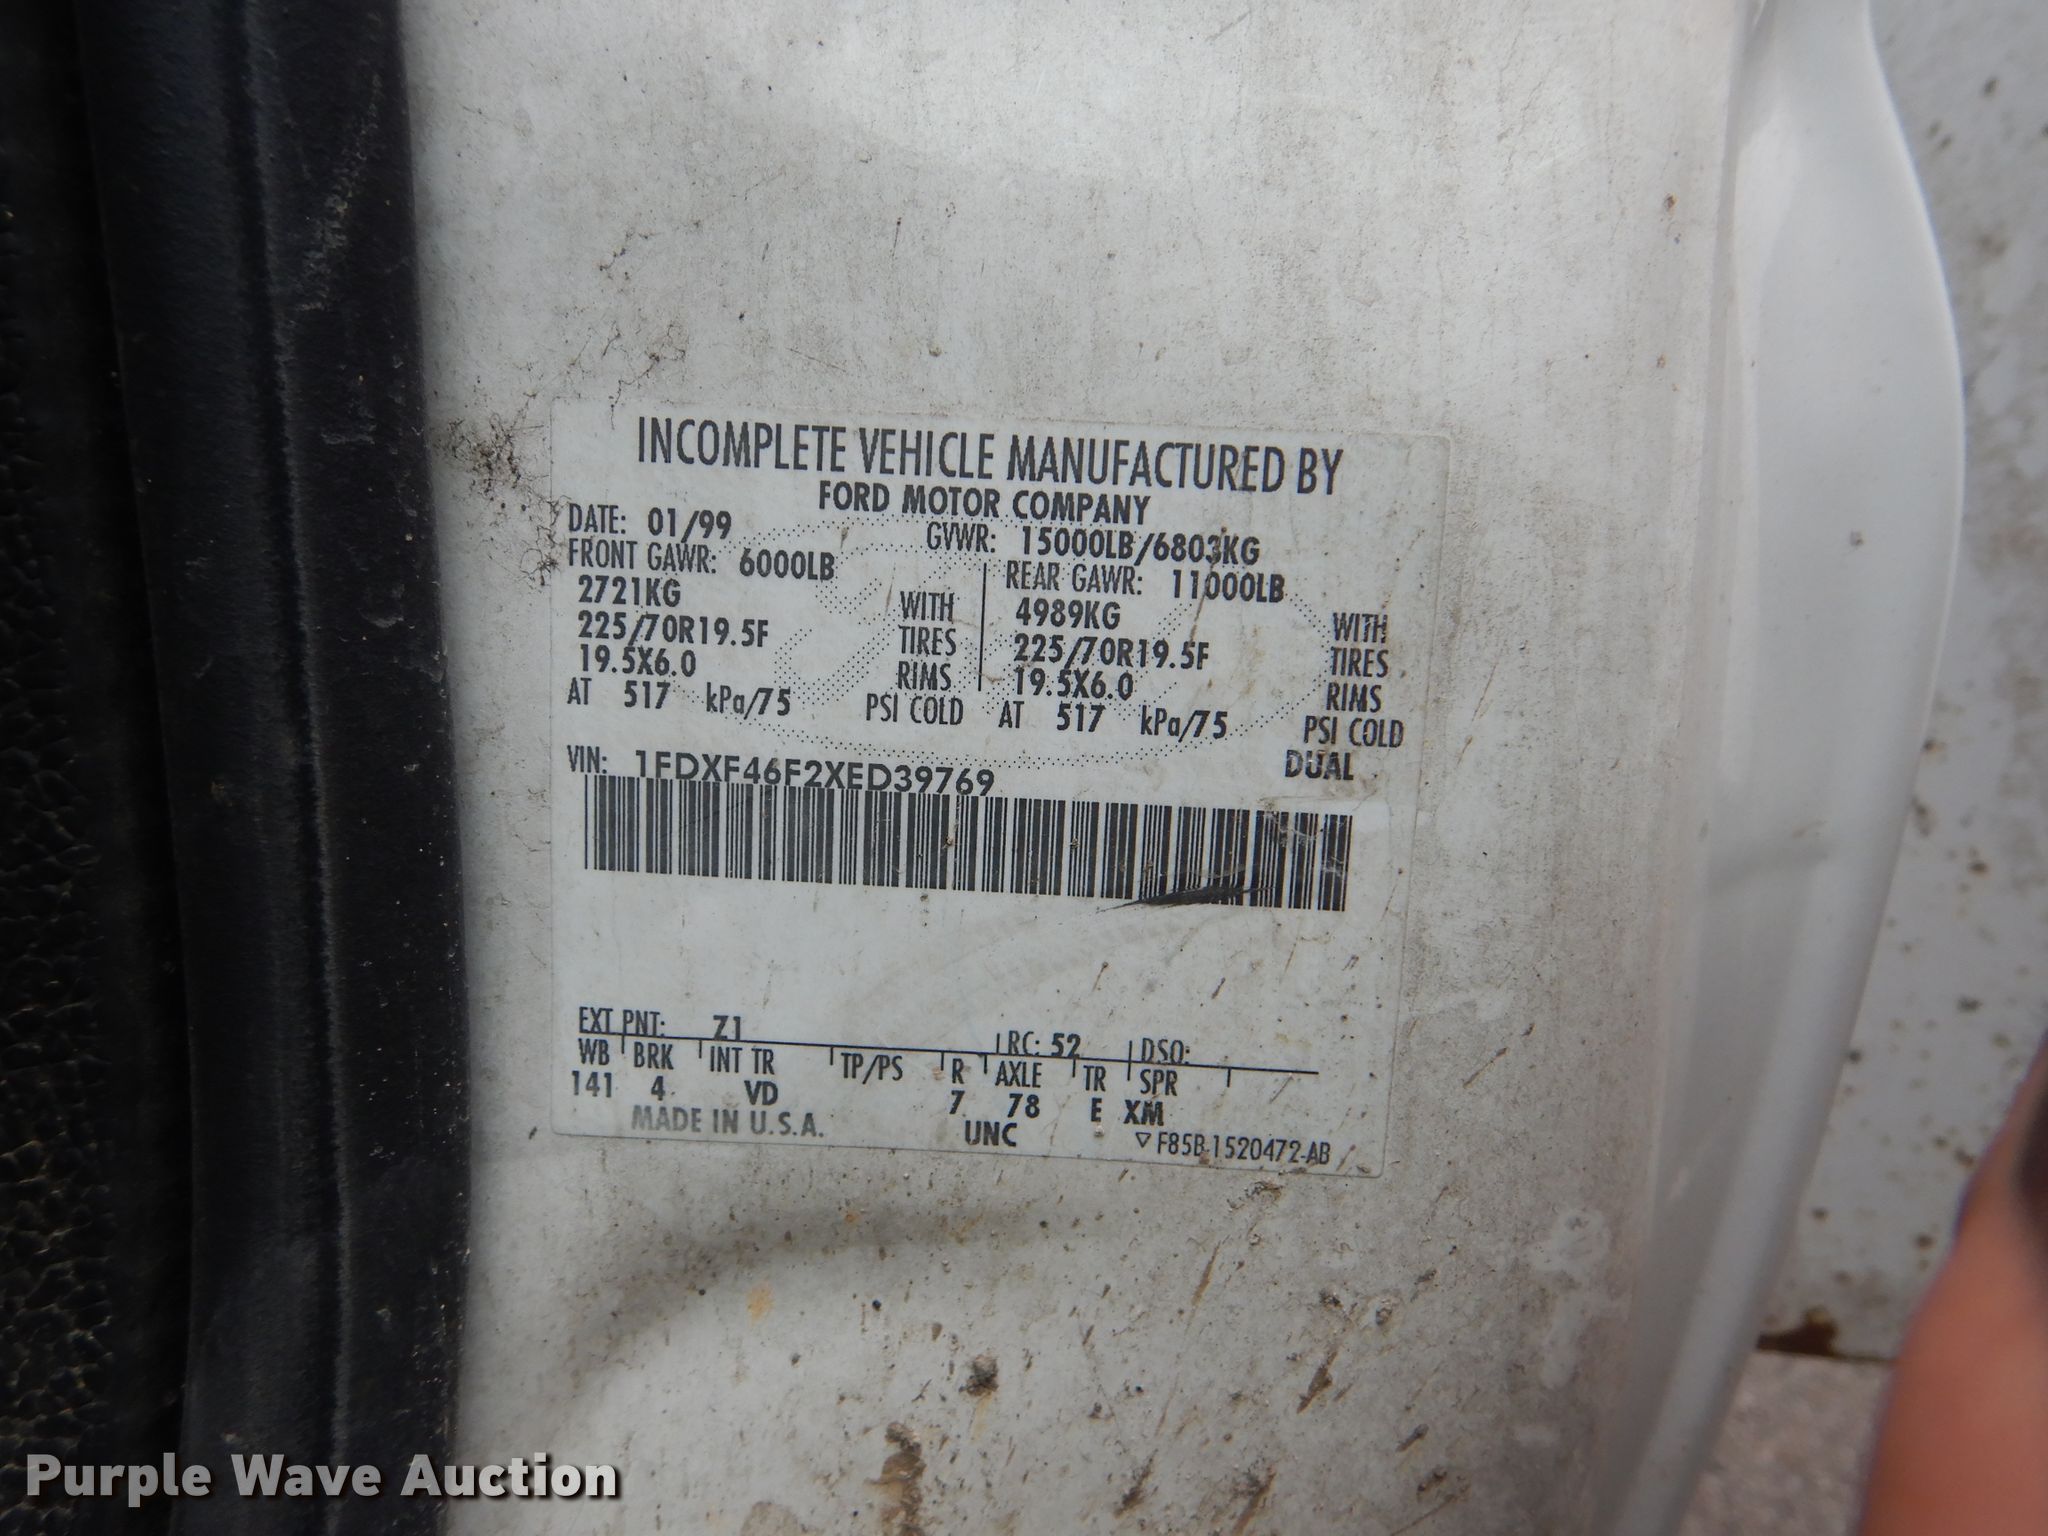 INCOMPLETE VEHICLE MANUFACTURED BY
FORD MOTOR COMPANY
DATE: 01/99 GVWR: 15000LB/6803KG
FRONT GAWR: 6000LB REAR GAWR: 11000LB
2721KG WITH 4989KG WITH
225/70R19.5F TIRES 225/70R19.5F TIRES
19.5X6.0 RIMS 19.5X6.0 RIMS
AT 517 kPa/75 PSI COLD AT 517 kPa/75 PSI COLD
VIN: 1FDXF46F2XED39769 DUAL
EXT PNT: Z1 RC: 52 DSO:
WB BRK INT TR TP/PS R AXLE TR SPR
141 4 VD 7 78 E XM
MADE IN U.S.A. UNC ▽ F85B-1520472-AB
Purple Wave Auction